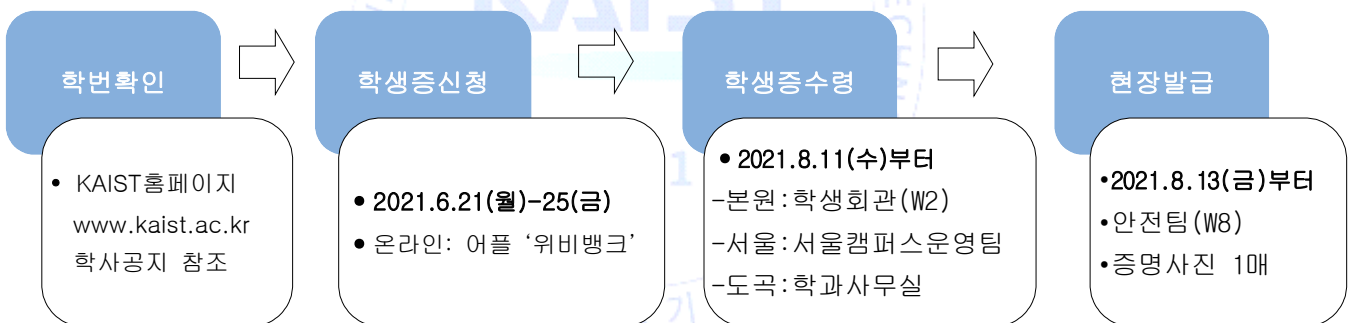 학번확인
• KAIST홈페이지
www.kaist.ac.kr
학사공지 참조
학생증신청
• 2021.6.21(월)-25(금)
• 온라인: 어플 ‘위비뱅크’
학생증수령
• 2021.8.11(수)부터
-본원:학생회관(W2)
-서울:서울캠퍼스운영팀
-도곡:학과사무실
현장발급
•2021.8.13(금)부터
•안전팀(W8)
•증명사진 1매
KAIST